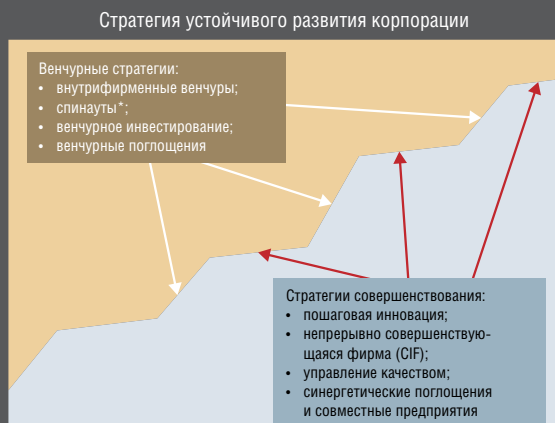 Стратегия устойчивого развития корпорации
Венчурные стратегии:
• внутрифирменные венчуры;
• спинауты*;
• венчурное инвестирование;
• венчурные поглощения
Стратегии совершенствования:
• пошаговая инновация;
• непрерывно совершенствую-
щаяся фирма (CIF);
• управление качеством;
• синергетические поглощения
и совместные предприятия